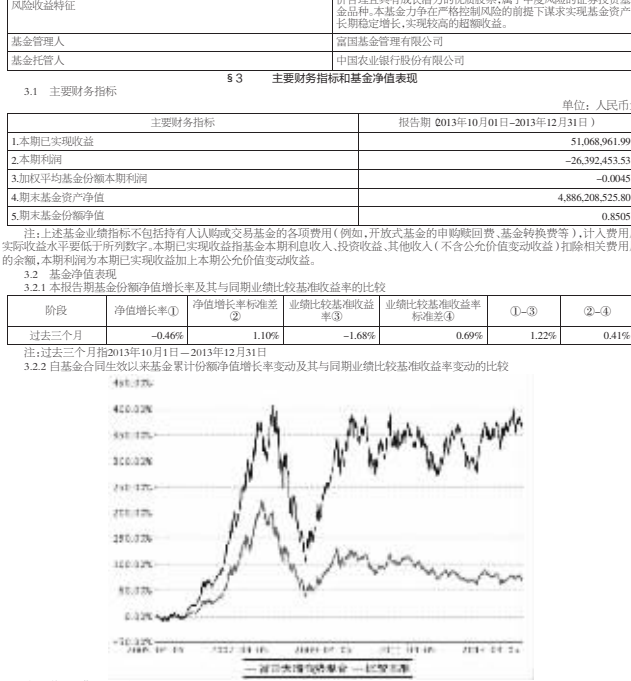 风险收益特征
金品种。本基金力争在严格控制风险的前提下谋求实现基金资产
长期稳定增长,实现较高的超额收益。
基金管理人 富国基金管理有限公司
基金托管人 中国农业银行股份有限公司
§3 主要财务指标和基金净值表现
3.1 主要财务指标
单位:人民币
主要财务指标 报告期(2013年10月01日-2013年12月31日)
1.本期已实现收益 51,068,961.99
2.本期利润 -26,392,453.53
3.加权平均基金份额本期利润 -0.0045
4.期末基金资产净值 4,886,208,525.80
5.期末基金份额净值 0.8505
注:上述基金业绩指标不包括持有人认购或交易基金的各项费用(例如,开放式基金的申购赎回费、基金转换费等),计入费用
实际收益水平要低于所列数字。本期已实现收益指基金本期利息收入、投资收益、其他收入(不含公允价值变动收益)扣除相关费用
的余额,本期利润为本期已实现收益加上本期公允价值变动收益。
3.2 基金净值表现
3.2.1 本报告期基金份额净值增长率及其与同期业绩比较基准收益率的比较
阶段 净值增长率① 净值增长率标准差② 业绩比较基准收益率③ 业绩比较基准收益率标准差④ ①-③ ②-④
过去三个月 -0.46% 1.10% -1.68% 0.69% 1.22% 0.41%
注:过去三个月指2013年10月1日—2013年12月31日
3.2.2 自基金合同生效以来基金累计份额净值增长率变动及其与同期业绩比较基准收益率变动的比较
450.00%
400.00%
350.00%
300.00%
250.00%
200.00%
150.00%
100.00%
50.00%
0.00%